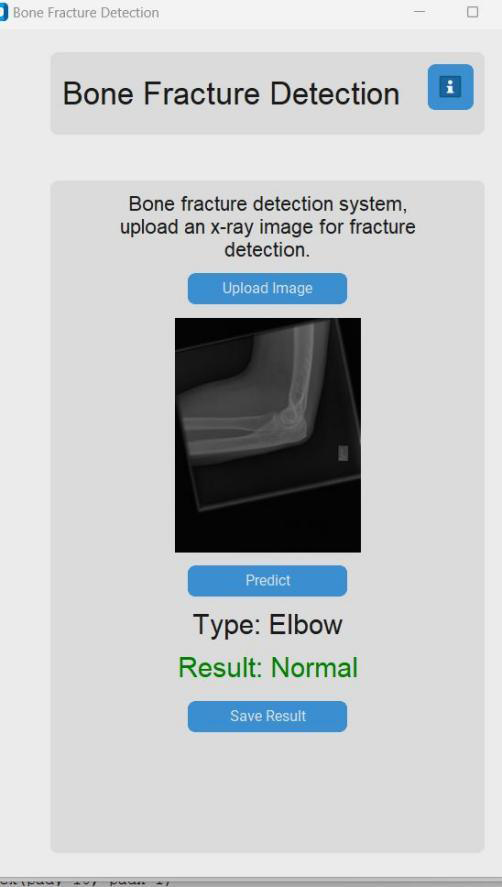 Bone Fracture Detection
Bone Fracture Detection
i
Bone fracture detection system,
upload an x-ray image for fracture
detection.
Upload Image
Predict
Type: Elbow
Result: Normal
Save Result